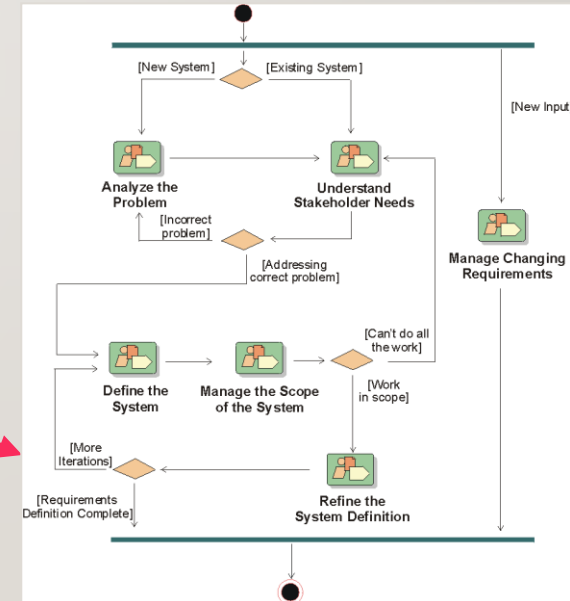 [New System]
[Existing System]
[New Input
Analyze the
Problem
Understand
Stakeholder Needs
[Incorrect
problem]
Manage Changing
Requirements
[Addressing
correct problem]
[Can't do all
the work]
Define the
System
Manage the Scope
of the System
[Work
in scope]
[More
Iterations]
[Requirements
Definition Complete]
Refine the
System Definition